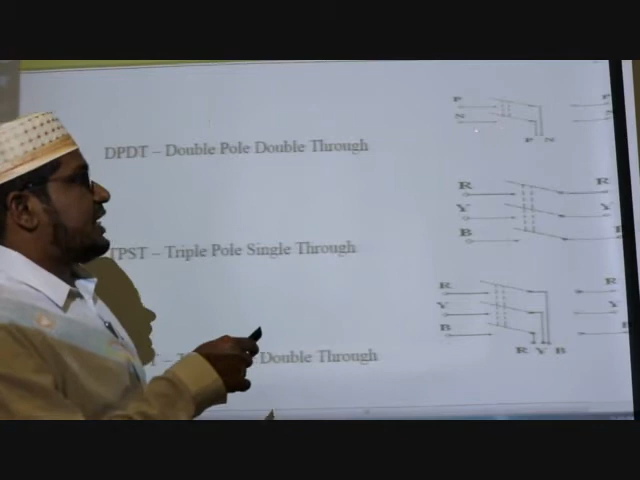 P P
N N
P N
DPDT – Double Pole Double Through
R R
Y Y
B
TPST – Triple Pole Single Through
R R
Y Y
B B
R Y B
Double Through